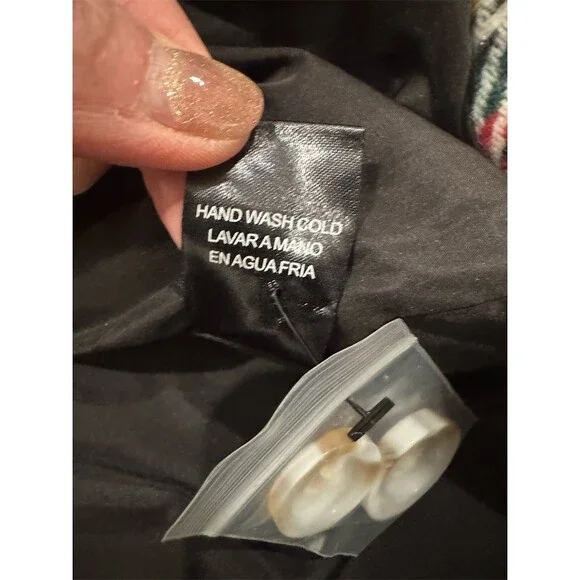 HAND WASH COLD
LAVAR A MANO
EN AGUA FRIA